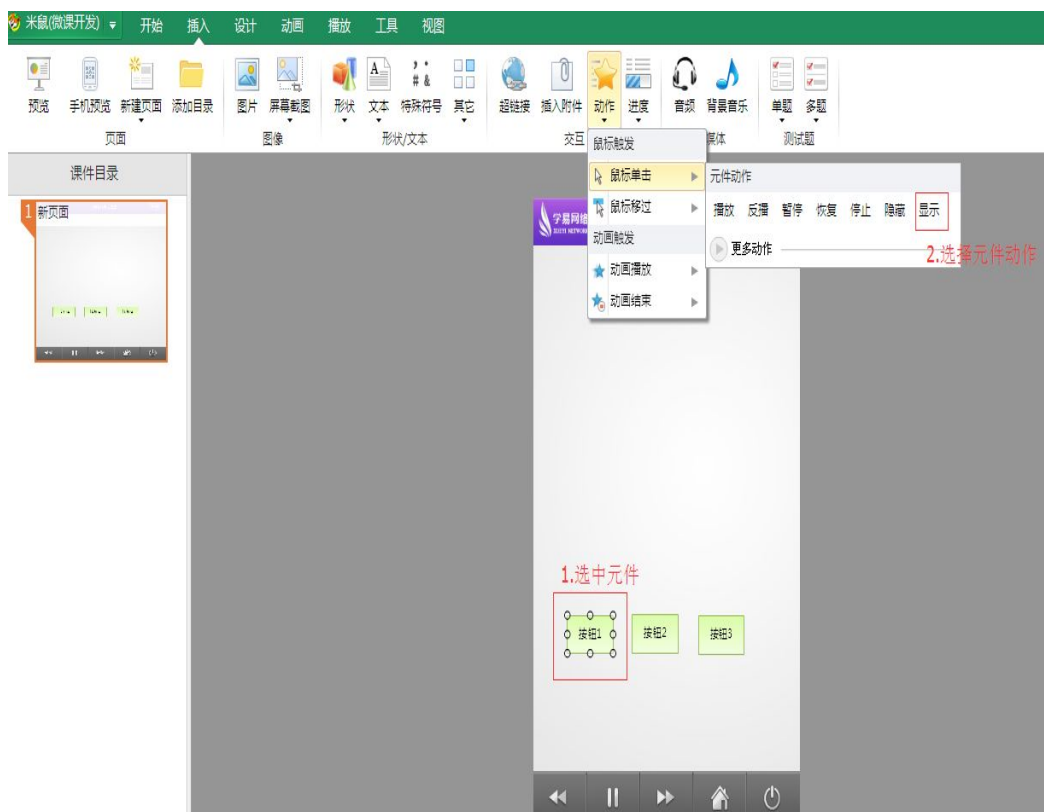 米鼠(微课开发) 开始 插入 设计 动画 播放 工具 视图
预览 手机预览 新建页面 添加目录 图片 屏幕截图 形状 文本 特殊符号 其它 超链接 插入附件 动作 进度 音频 背景音乐 单题 多题
页面 图像 形状/文本 交互 媒体 测试题
鼠标触发
课件目录
鼠标单击 元件动作
1 新页面
鼠标移过 播放 反播 暂停 恢复 停止 隐藏 显示
学易网络
动画触发
更多动作
2.选择元件动作
动画播放
动画结束
1.选中元件
按钮1 按钮2 按钮3